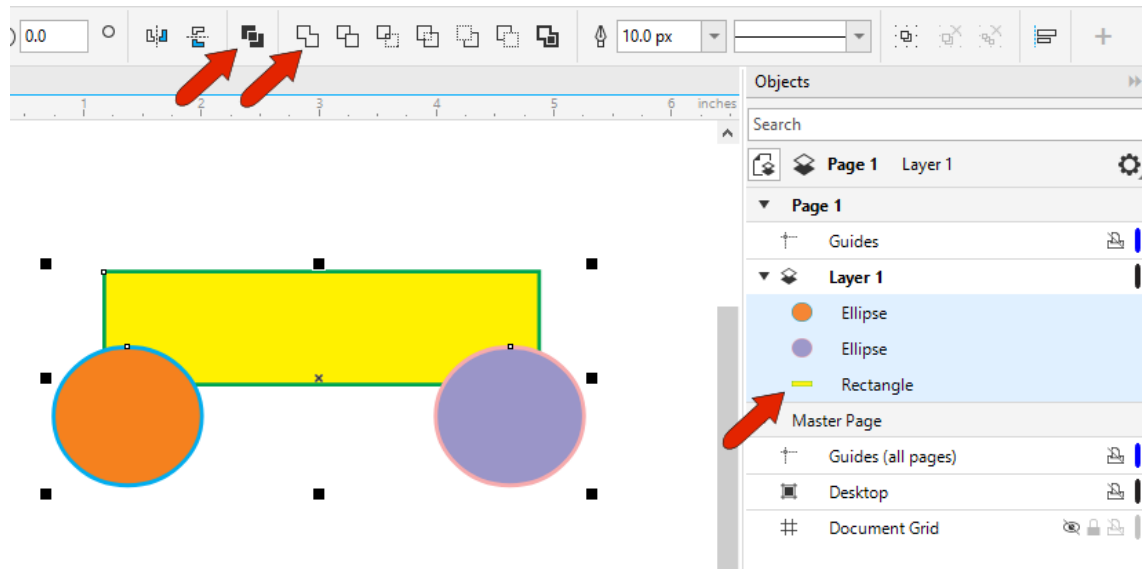 0.0
10.0 px
Objects
1 2 3 4 5 6 inches
Search
Page 1 Layer 1
Page 1
Guides
Layer 1
Ellipse
Ellipse
Rectangle
Master Page
Guides (all pages)
Desktop
Document Grid